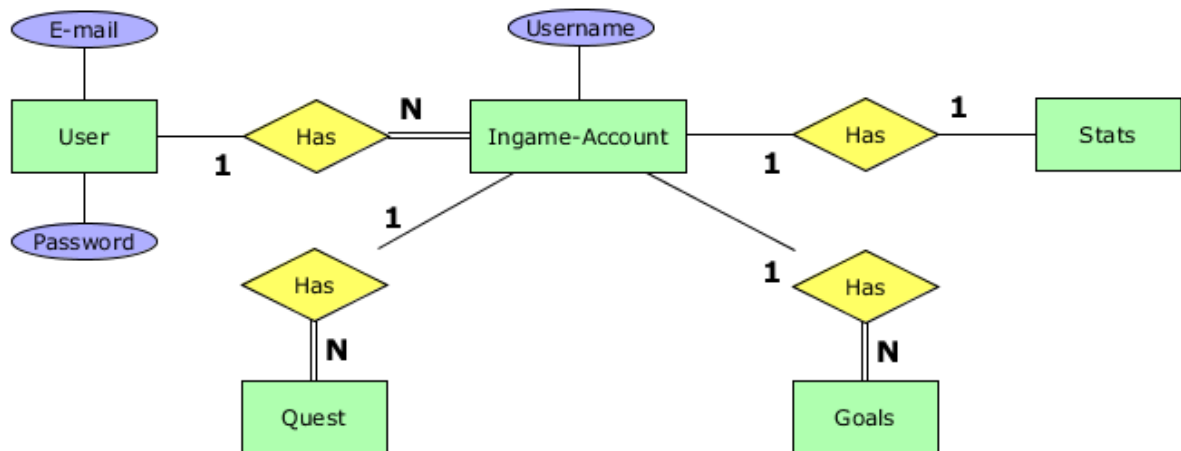 E-mail
Username
N
1
User
Has
Ingame-Account
Has
Stats
1
1
Password
1
1
Has
Has
N
N
Quest
Goals